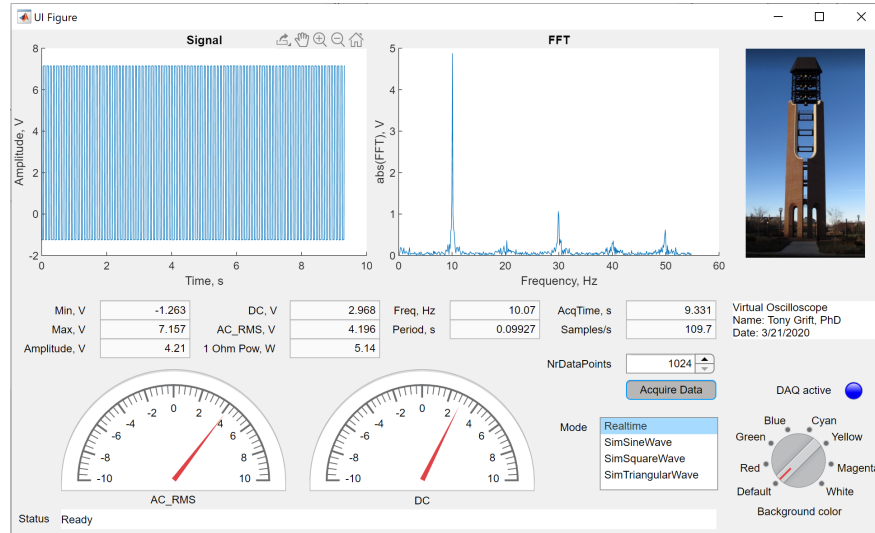 UI Figure
Signal
FFT
Amplitude, V
8
6
4
2
0
-2
0 2 4 6 8 10
Time, s
abs(FFT), V
5
4
3
2
1
0
0 10 20 30 40 50 60
Frequency, Hz
Min, V -1.263 DC, V 2.968 Freq, Hz 10.07 AcqTime, s 9.331
Max, V 7.157 AC_RMS, V 4.196 Period, s 0.09927 Samples/s 109.7
Amplitude, V 4.21 1 Ohm Pow, W 5.14
Virtual Oscilloscope
Name: Tony Grift, PhD
Date: 3/21/2020
NrDataPoints 1024
Acquire Data
DAQ active
-10 -8 -6 -4 -2 0 2 4 6 8 10
AC_RMS
-10 -8 -6 -4 -2 0 2 4 6 8 10
DC
Mode
Realtime
SimSineWave
SimSquareWave
SimTriangularWave
Default Red Green Blue Cyan Yellow Magenta White
Background color
Status Ready